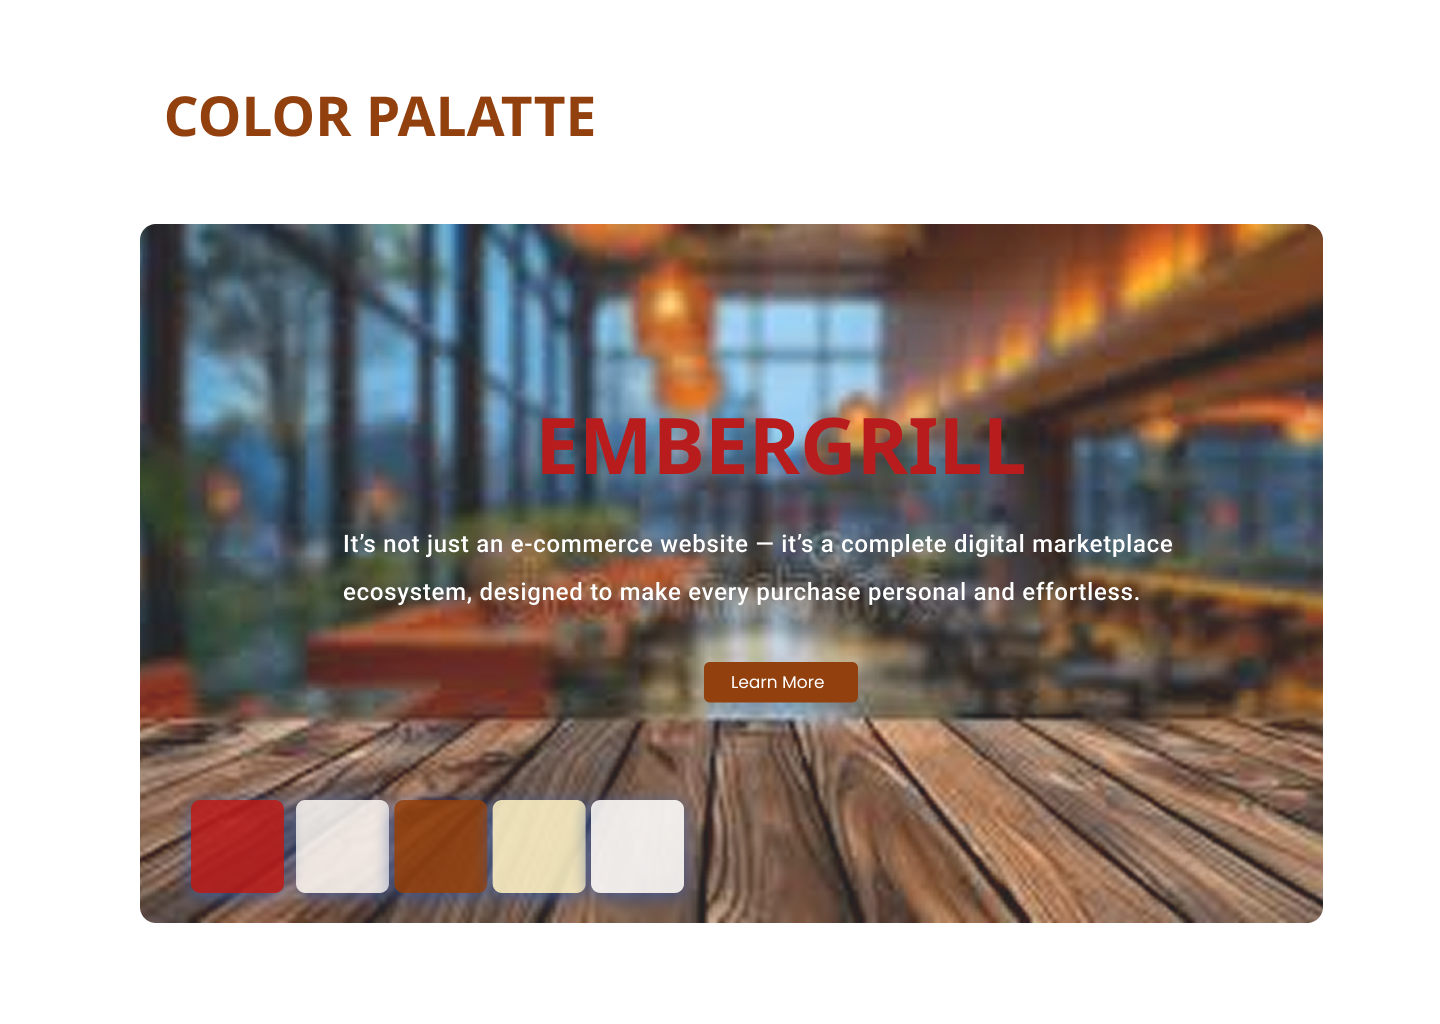 COLOR PALATTE
EMBERGRILL
It’s not just an e-commerce website — it’s a complete digital marketplace
ecosystem, designed to make every purchase personal and effortless.
Learn More